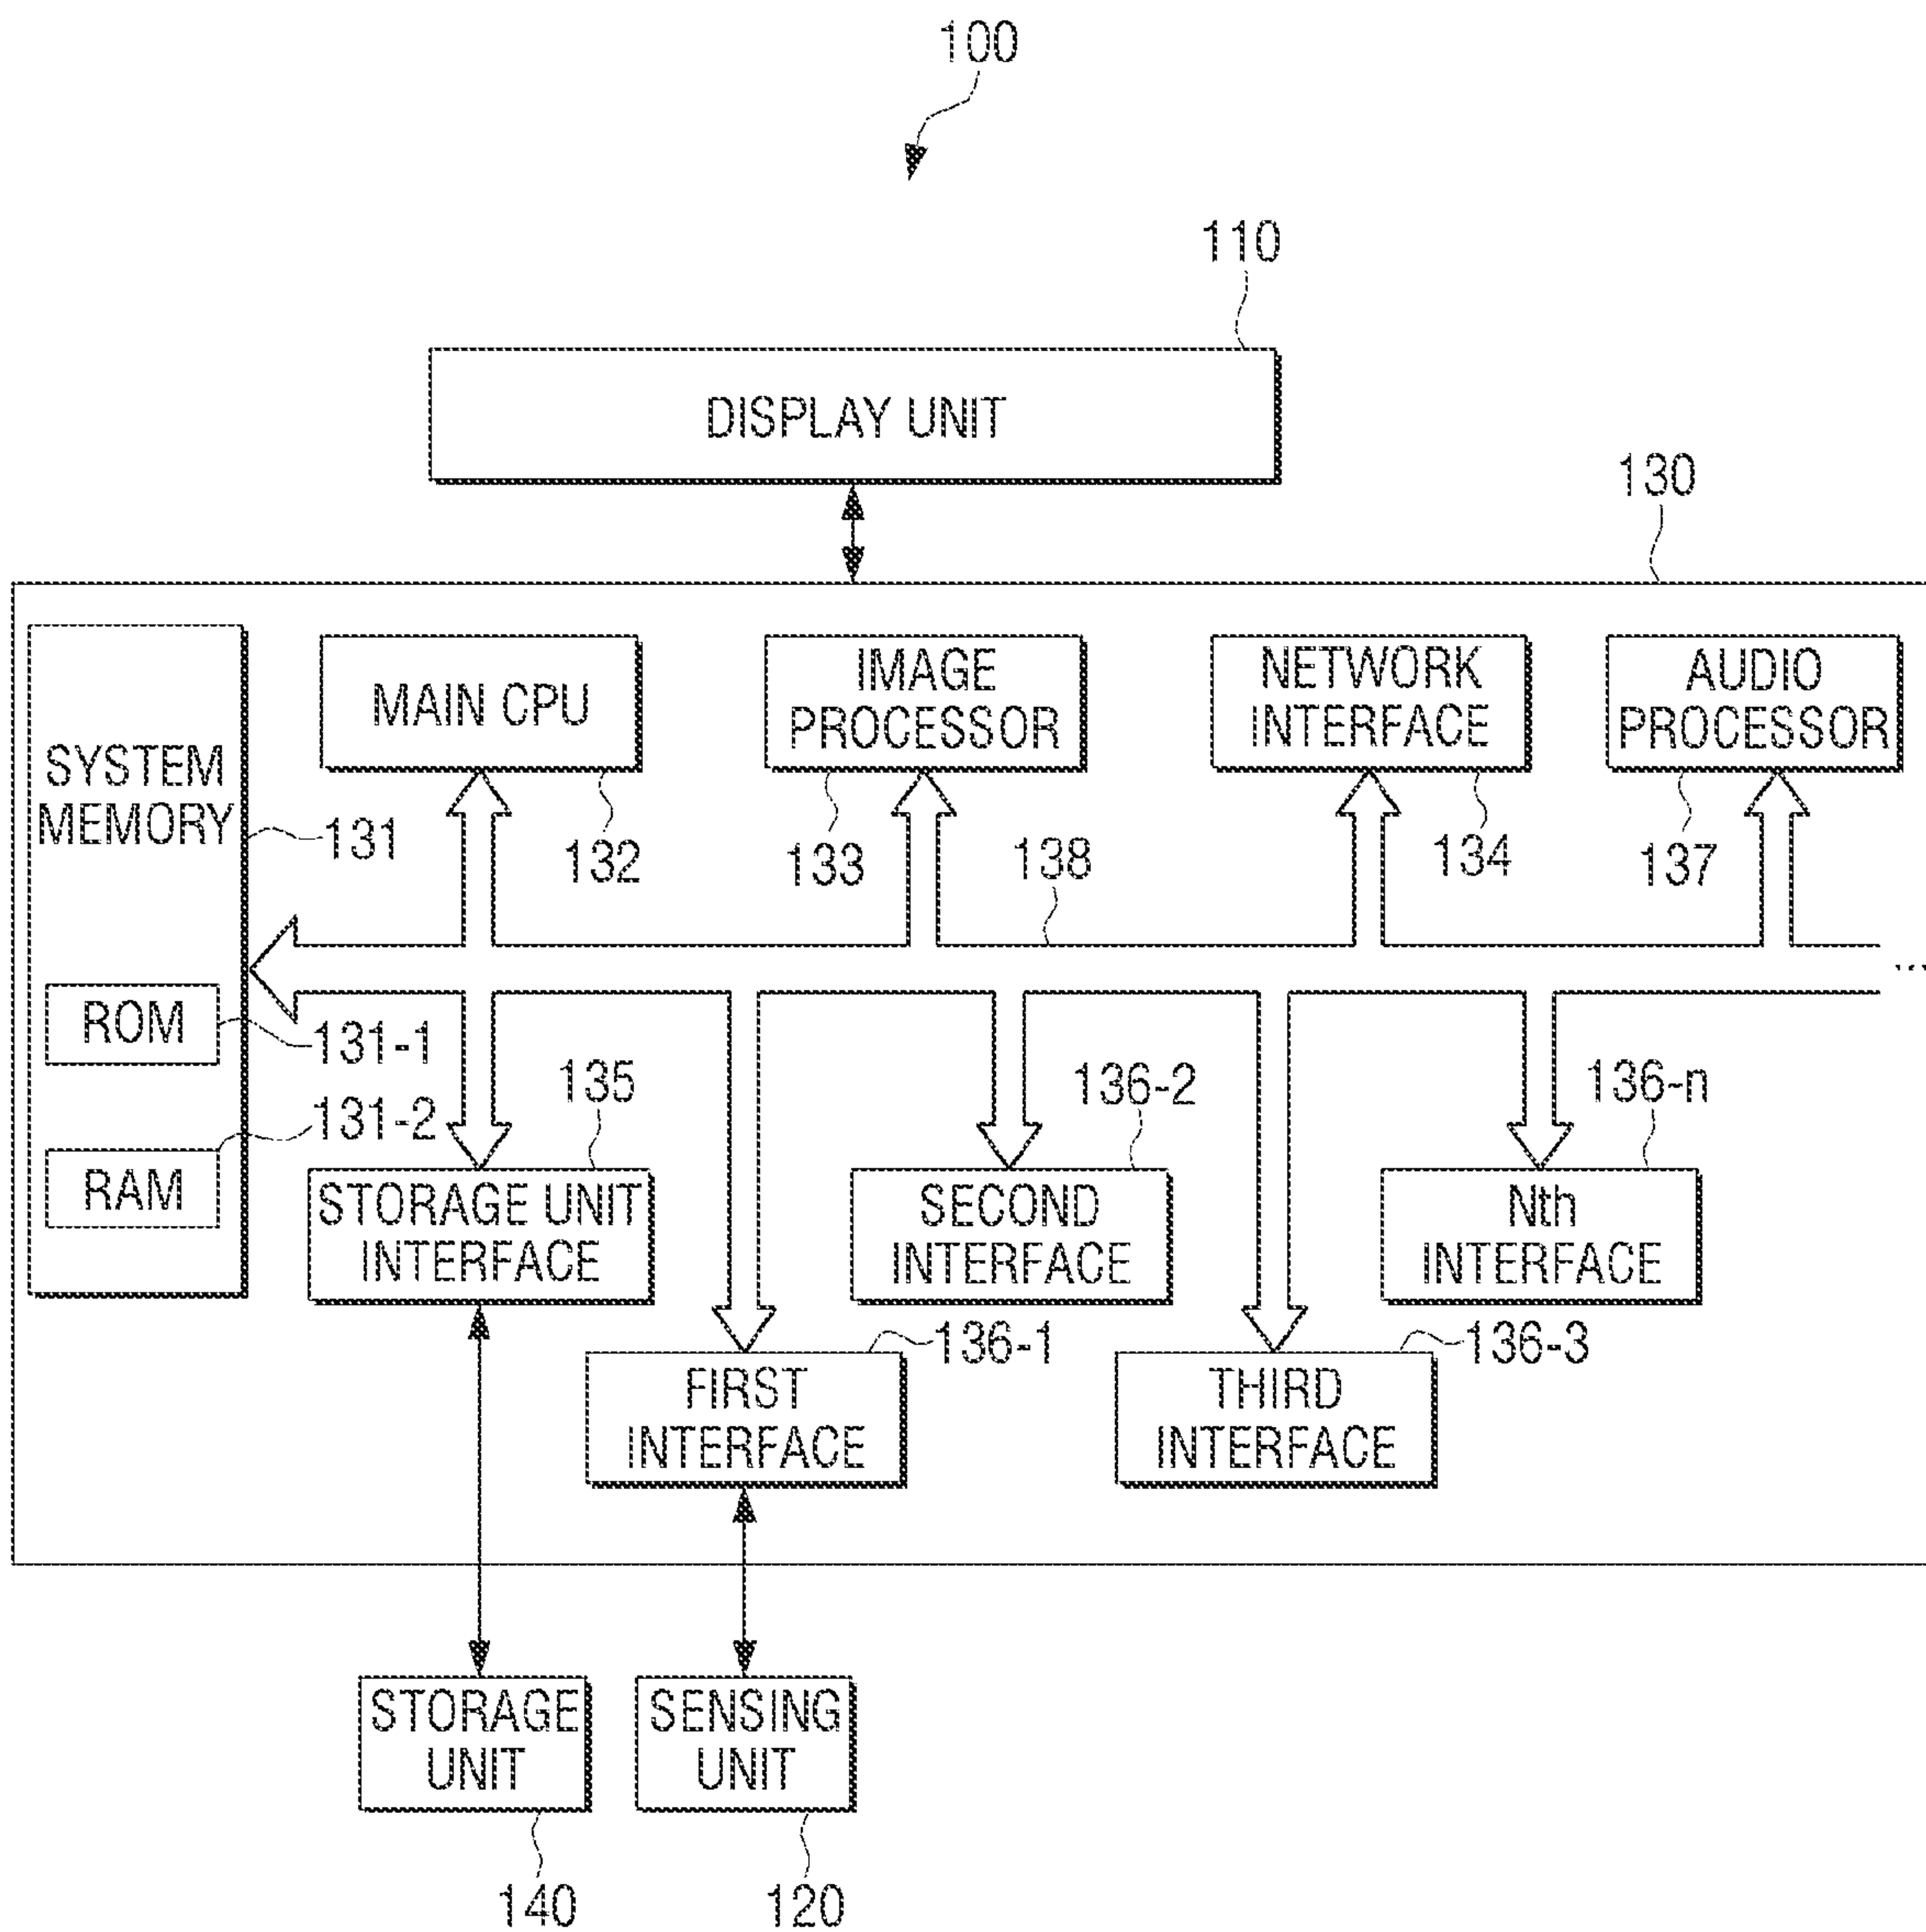 100
110
DISPLAY UNIT
130
SYSTEM
MEMORY
131
MAIN CPU
132
IMAGE
PROCESSOR
133
NETWORK
INTERFACE
134
AUDIO
PROCESSOR
137
138
...
ROM
131-1
RAM
131-2
135
STORAGE UNIT
INTERFACE
136-2
SECOND
INTERFACE
136-n
Nth
INTERFACE
136-1
FIRST
INTERFACE
136-3
THIRD
INTERFACE
STORAGE
UNIT
140
SENSING
UNIT
120